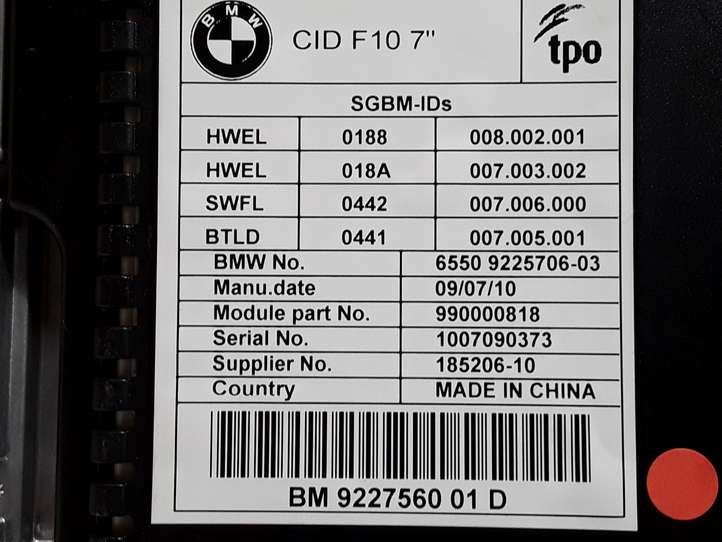 BMW
CID F10 7"
tpo
SGBM-IDs
HWEL 0188 008.002.001
HWEL 018A 007.003.002
SWFL 0442 007.006.000
BTLD 0441 007.005.001
BMW No. 6550 9225706-03
Manu.date 09/07/10
Module part No. 990000818
Serial No. 1007090373
Supplier No. 185206-10
Country MADE IN CHINA
BM 9227560 01 D